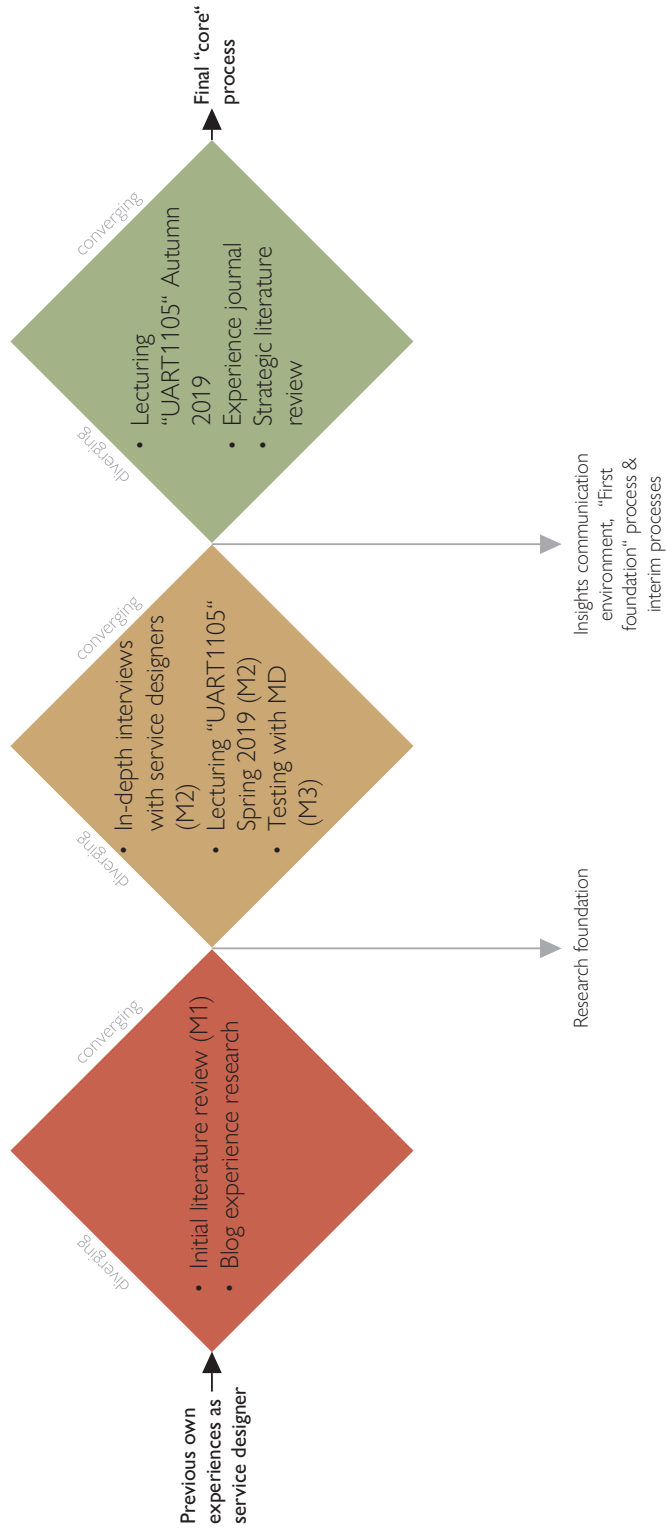 Previous own
experiences as
service designer
diverging
converging
• Initial literature review (M1)
• Blog experience research
Research foundation
diverging
converging
• In-depth interviews
with service designers
(M2)
• Lecturing "UART1105“
Spring 2019 (M2)
• Testing with MD
(M3)
Insights communication
environment, "First
foundation“ process &
interim processes
diverging
converging
• Lecturing
"UART1105“ Autumn
2019
• Experience journal
• Strategic literature
review
Final “core”
process